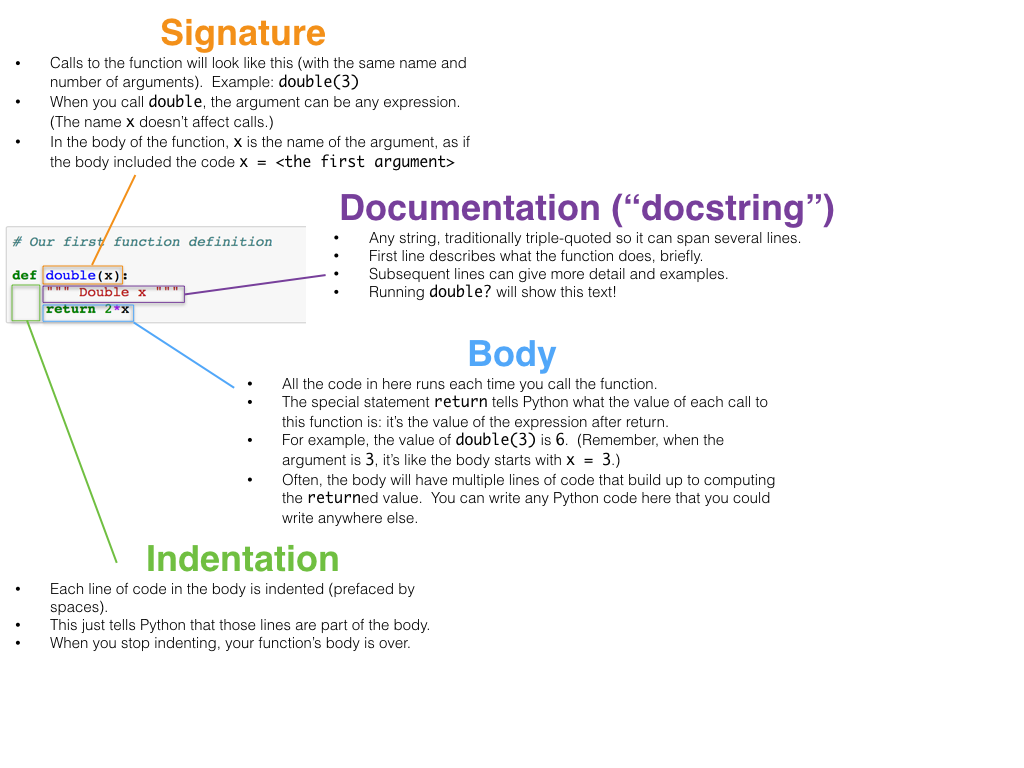 Signature
• Calls to the function will look like this (with the same name and
number of arguments).  Example: double(3)
• When you call double, the argument can be any expression.
(The name x doesn’t affect calls.)
• In the body of the function, x is the name of the argument, as if
the body included the code x = <the first argument>
# Our first function definition
def double(x):
""" Double x """
return 2*x
Documentation (“docstring”)
• Any string, traditionally triple-quoted so it can span several lines.
• First line describes what the function does, briefly.
• Subsequent lines can give more detail and examples.
• Running double? will show this text!
Body
• All the code in here runs each time you call the function.
• The special statement return tells Python what the value of each call to
this function is: it’s the value of the expression after return.
• For example, the value of double(3) is 6.  (Remember, when the
argument is 3, it’s like the body starts with x = 3.)
• Often, the body will have multiple lines of code that build up to computing
the returned value.  You can write any Python code here that you could
write anywhere else.
Indentation
• Each line of code in the body is indented (prefaced by
spaces).
• This just tells Python that those lines are part of the body.
• When you stop indenting, your function’s body is over.